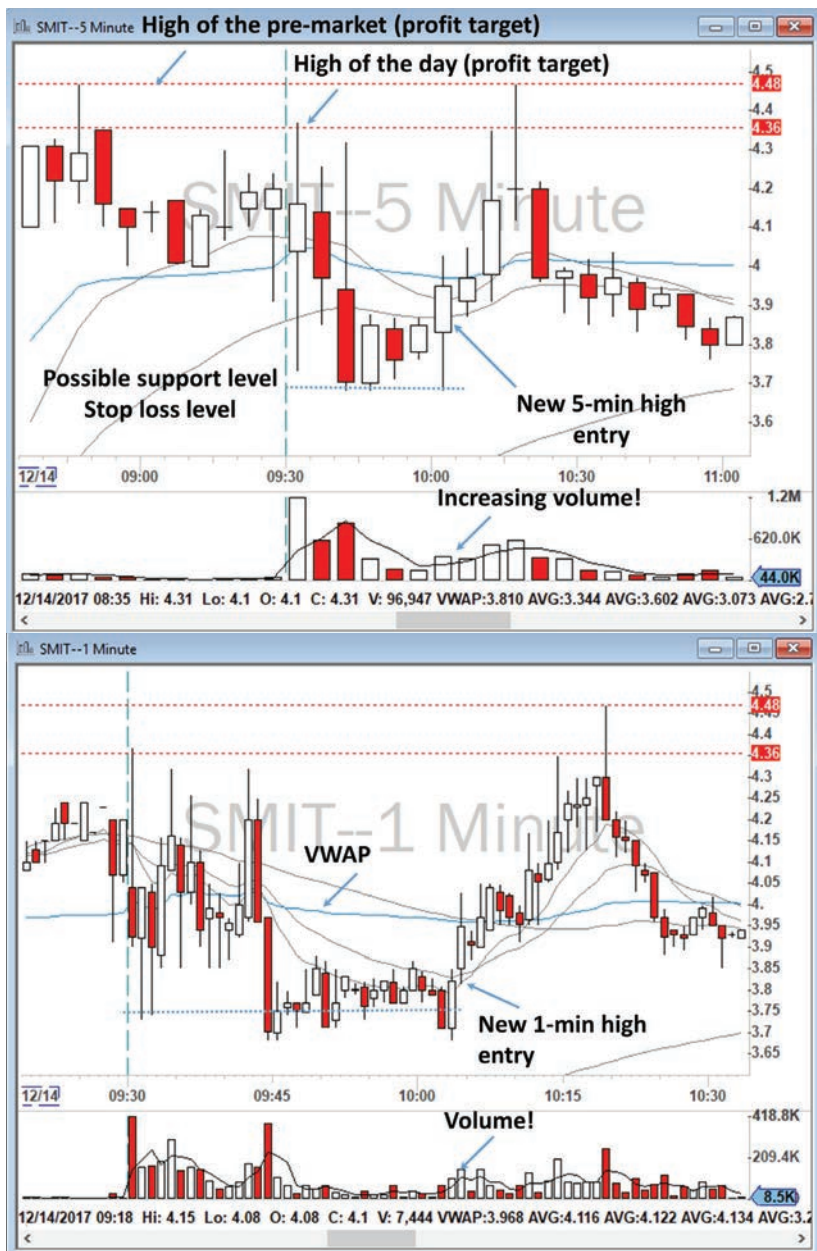 SMIT--5 Minute High of the pre-market (profit target)
High of the day (profit target)
4.5
4.48
4.4
4.36
4.3
SMIT--5 Minute
4.2
4.1
4
3.9
3.8
Possible support level
Stop loss level
3.7
New 5-min high
entry
3.6
12/14 09:00 09:30 10:00 10:30 11:00
Increasing volume!
1.2M
620.0K
44.0K
12/14/2017 08:35 Hi: 4.31 Lo: 4.1 O: 4.1 C: 4.31 V: 96,947 VWAP:3.810 AVG:3.344 AVG:3.602 AVG:3.073 AVG:2.7
SMIT--1 Minute
4.5
4.48
4.45
4.4
4.36
4.3
4.25
SMIT--1 Minute
4.2
4.15
VWAP
4.1
4.05
4.
3.95
3.9
3.85
3.8
3.75
New 1-min high
entry
3.7
3.65
12/14 09:30 09:45 10:00 10:15 10:30
Volume!
418.8K
209.4K
8.5K
12/14/2017 09:18 Hi: 4.15 Lo: 4.08 O: 4.08 C: 4.1 V: 7,444 VWAP:3.968 AVG:4.116 AVG:4.122 AVG:4.134 AVG:3.2